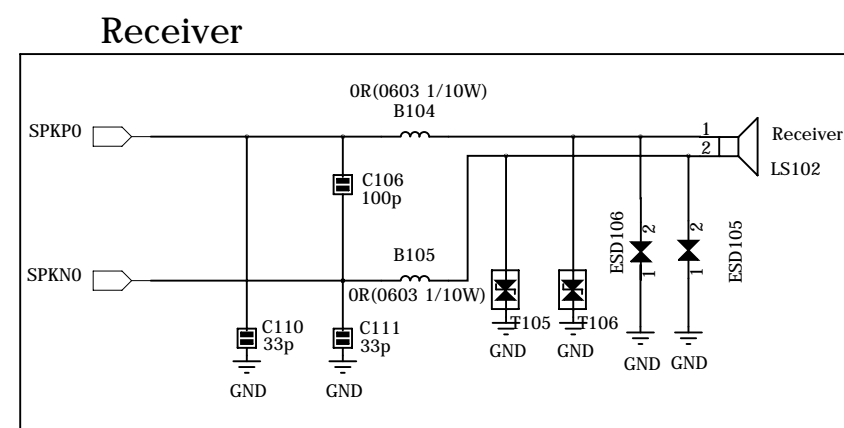 Receiver
0R(0603 1/10W)
B104
SPKP0
1
2
Receiver
LS102
C106
100p
ESD106
2
1
2
1
ESD105
B105
SPKN0
0R(0603 1/10W)
C110
33p
C111
33p
T105
T106
GND
GND
GND
GND
GND
GND